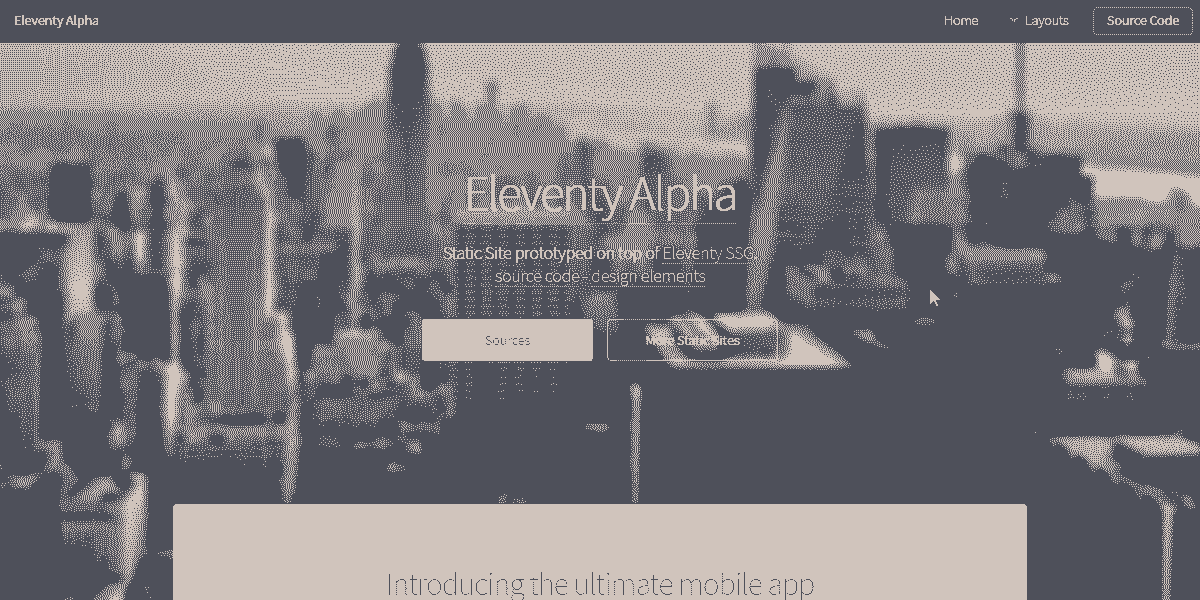 Eleventy Alpha
Home
Layouts
Source Code
Eleventy Alpha
Static Site prototyped on top of Eleventy SSG.
source code - design elements
Sources
More Static Sites
Introducing the ultimate mobile app